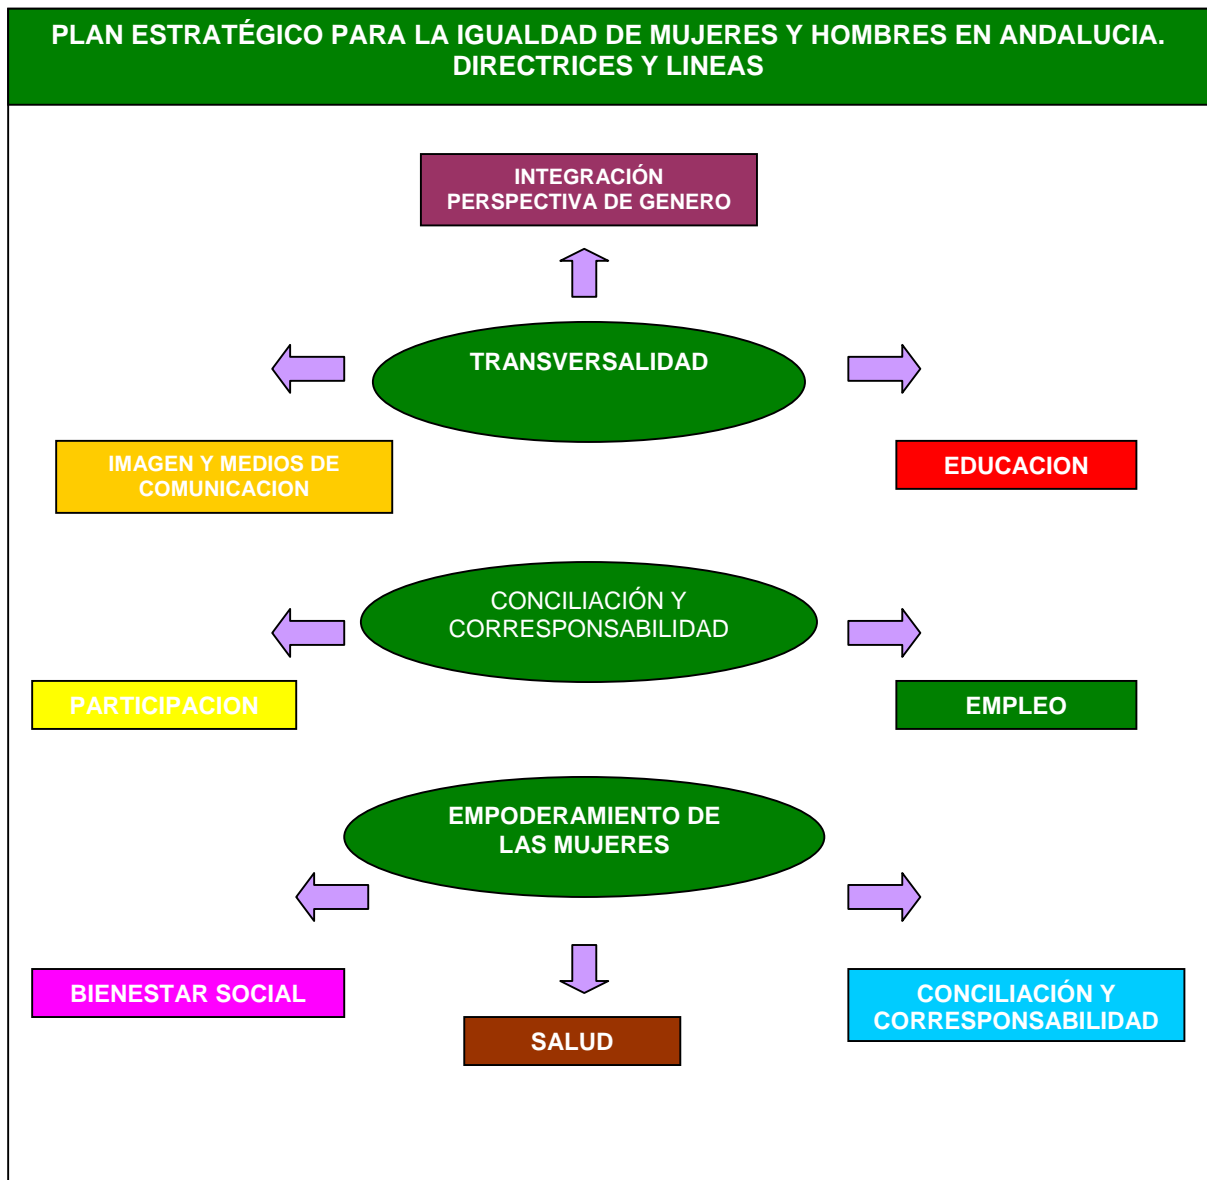 PLAN ESTRATÉGICO PARA LA IGUALDAD DE MUJERES Y HOMBRES EN ANDALUCIA.
DIRECTRICES Y LINEAS
INTEGRACIÓN
PERSPECTIVA DE GENERO
TRANSVERSALIDAD
IMAGEN Y MEDIOS DE
COMUNICACION
EDUCACION
CONCILIACIÓN Y
CORRESPONSABILIDAD
PARTICIPACION
EMPLEO
EMPODERAMIENTO DE
LAS MUJERES
BIENESTAR SOCIAL
SALUD
CONCILIACIÓN Y
CORRESPONSABILIDAD